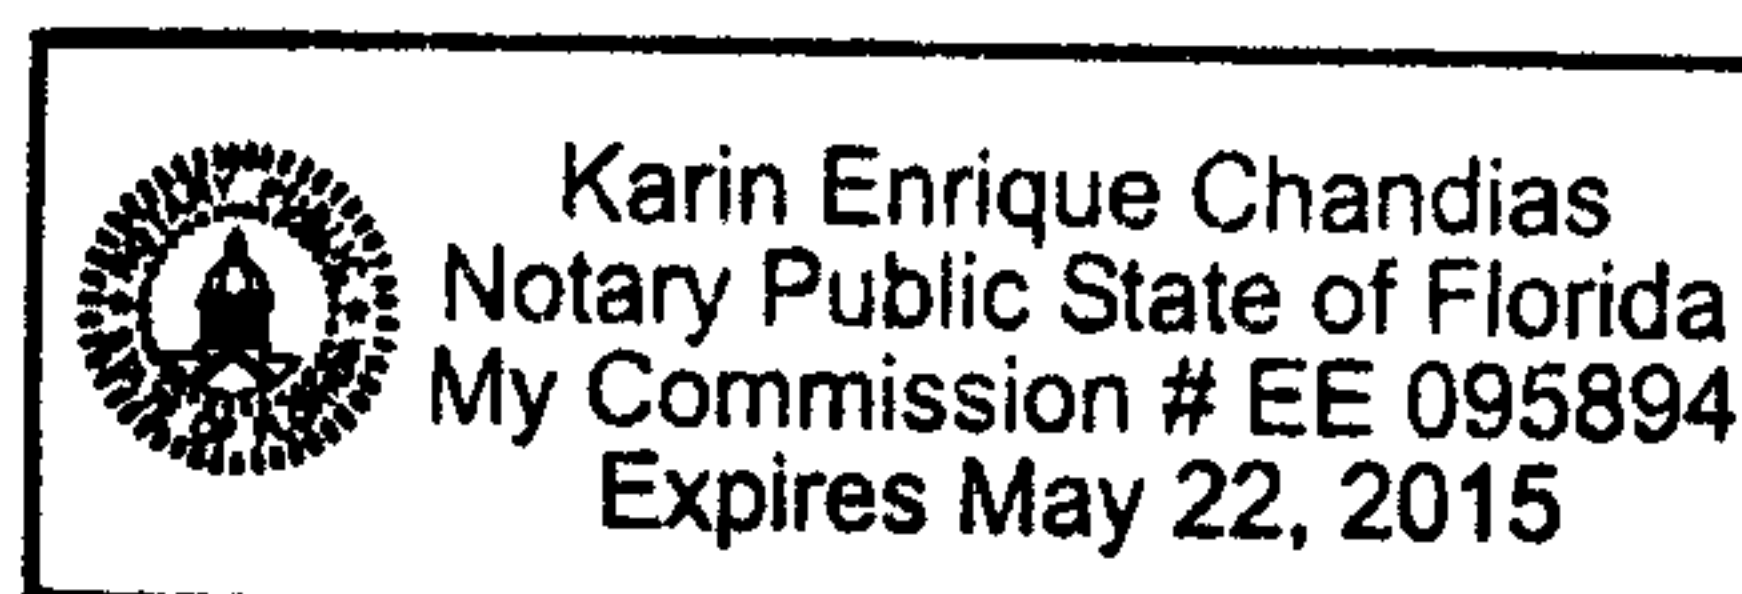 Karin Enrique Chandias
Notary Public State of Florida
My Commission # EE 095894
Expires May 22, 2015